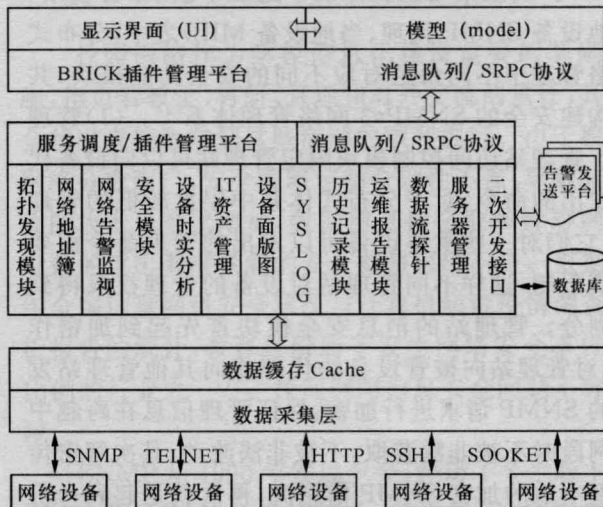 显示界面 (UI) 模型 (model)
BRICK插件管理平台 消息队列/ SRPC协议
服务调度/插件管理平台 消息队列/ SRPC协议
拓扑发现模块
网络地址簿
网络告警监视
安全模块
设备时实分析
IT资产管理
设备面版图
SYSLOG
历史记录模块
运维报告模块
数据流探针
服务器管理
二次开发接口
告警发
送平台
数据库
数据缓存Cache
数据采集层
SNMP TELNET HTTP SSH SOOKET
网络设备 网络设备 网络设备 网络设备 网络设备